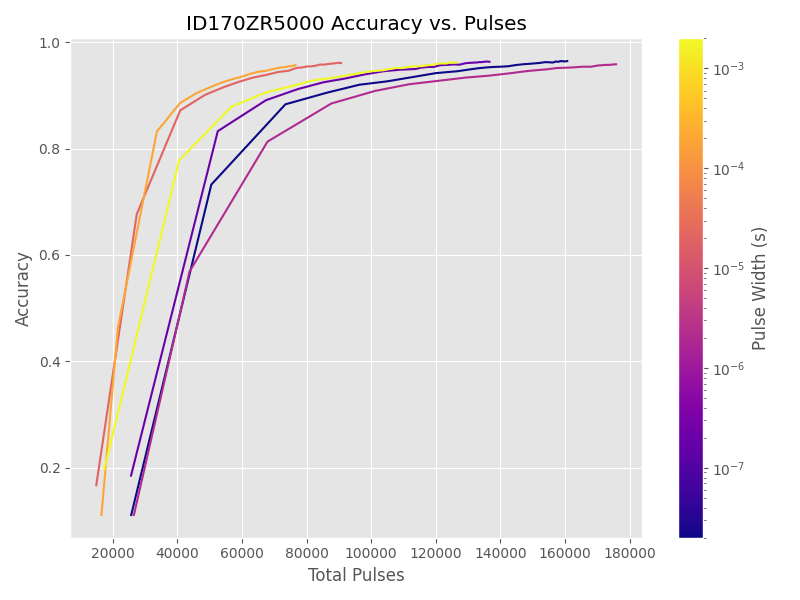 ID170ZR5000 Accuracy vs. Pulses
1.0
0.8
0.6
0.4
0.2
Accuracy
20000 40000 60000 80000 100000 120000 140000 160000 180000
Total Pulses
10⁻³
10⁻⁴
10⁻⁵
10⁻⁶
10⁻⁷
Pulse Width (s)